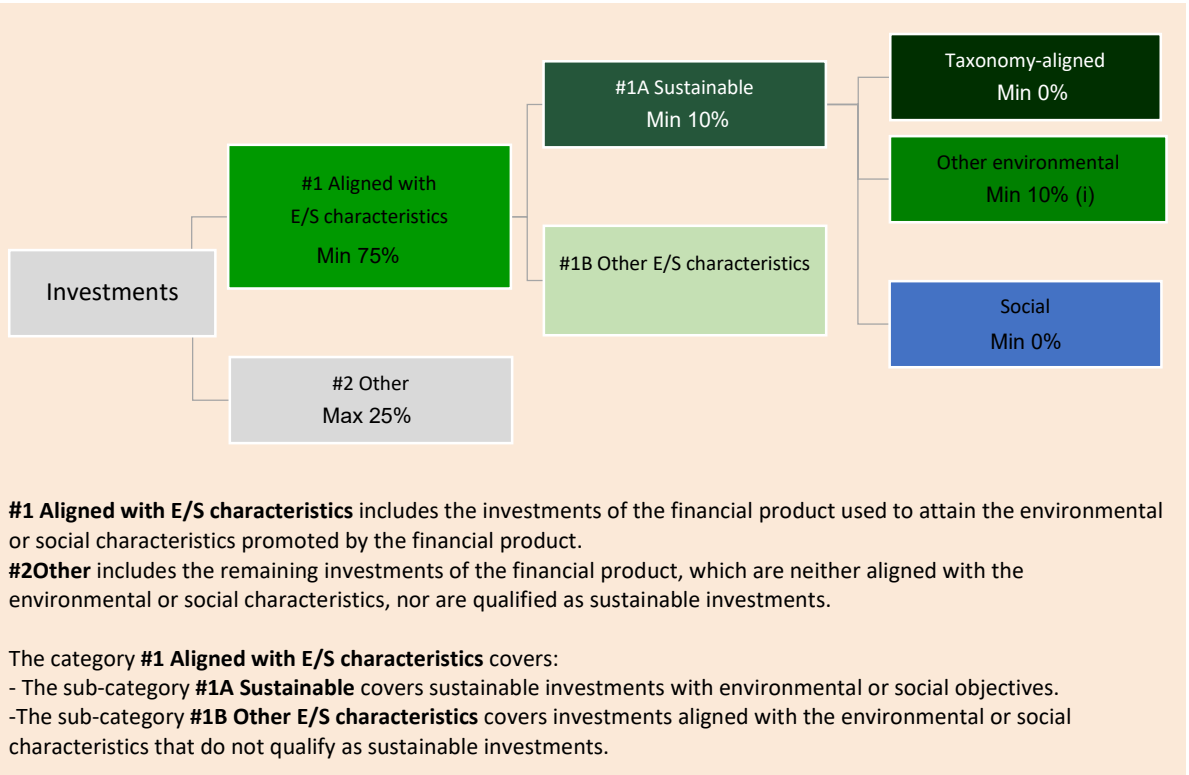 Investments
#1 Aligned with
E/S characteristics
Min 75%
#2 Other
Max 25%
#1A Sustainable
Min 10%
#1B Other E/S characteristics
Taxonomy-aligned
Min 0%
Other environmental
Min 10% (i)
Social
Min 0%
#1 Aligned with E/S characteristics includes the investments of the financial product used to attain the environmental
or social characteristics promoted by the financial product.
#2Other includes the remaining investments of the financial product, which are neither aligned with the
environmental or social characteristics, nor are qualified as sustainable investments.
The category #1 Aligned with E/S characteristics covers:
- The sub-category #1A Sustainable covers sustainable investments with environmental or social objectives.
-The sub-category #1B Other E/S characteristics covers investments aligned with the environmental or social
characteristics that do not qualify as sustainable investments.